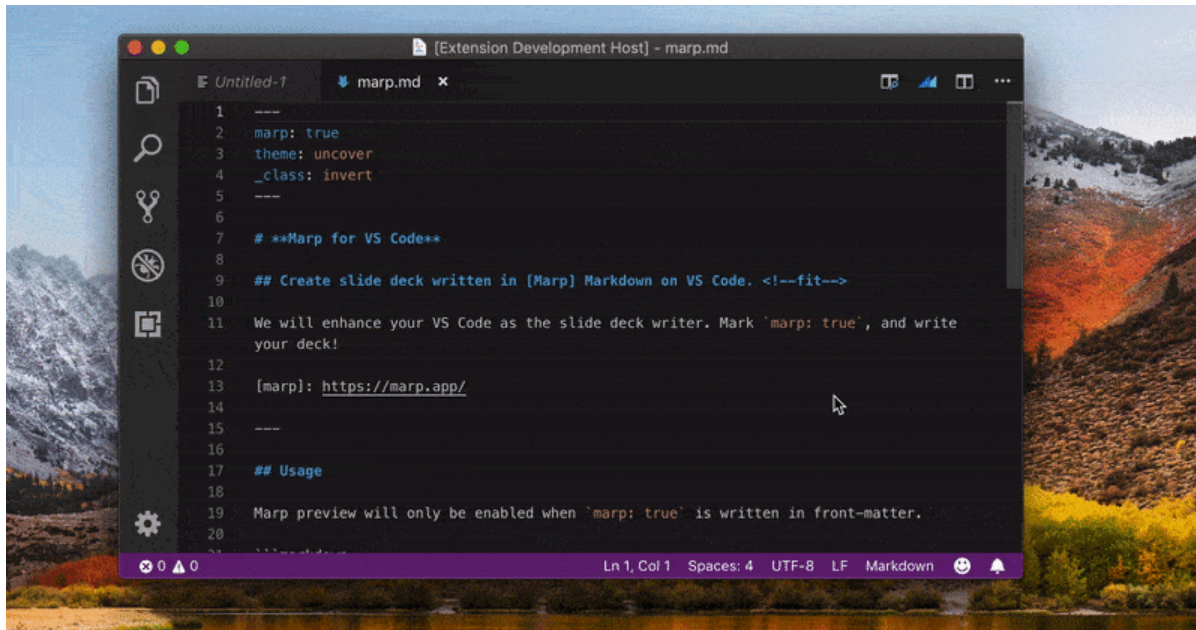 [Extension Development Host] - marp.md
Untitled-1 marp.md
1 ---
2 marp: true
3 theme: uncover
4 _class: invert
5 ---
6
7 # **Marp for VS Code**
8
9 ## Create slide deck written in [Marp] Markdown on VS Code. <!--fit-->
10
11 We will enhance your VS Code as the slide deck writer. Mark `marp: true`, and write
your deck!
12
13 [marp]: https://marp.app/
14
15 ---
16
17 ## Usage
18
19 Marp preview will only be enabled when `marp: true` is written in front-matter.
20
21 ```markdown
0 0 Ln 1, Col 1 Spaces: 4 UTF-8 LF Markdown